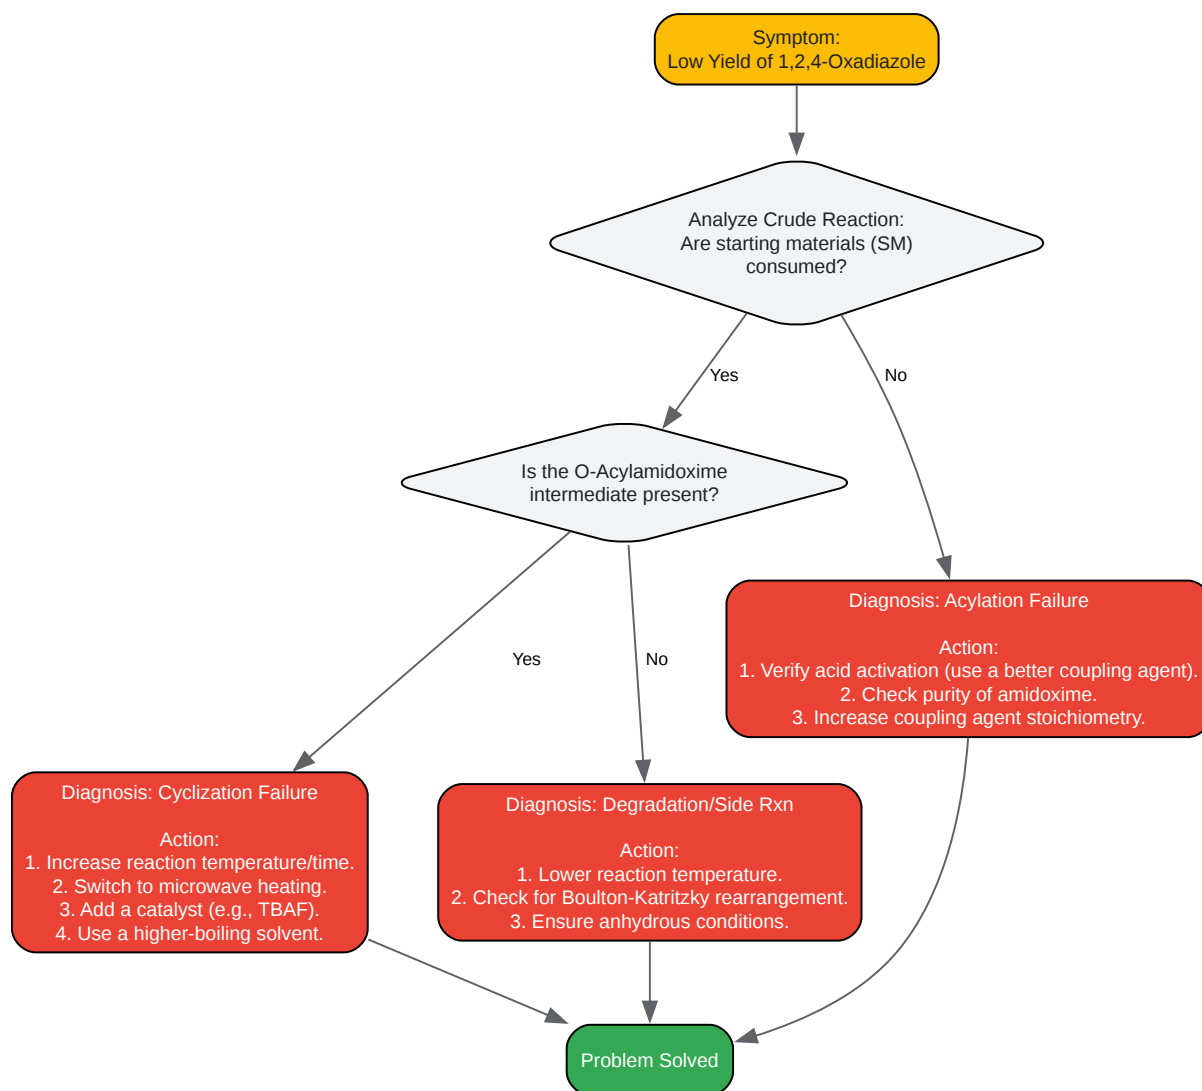 Symptom:
Low Yield of 1,2,4-Oxadiazole
Analyze Crude Reaction:
Are starting materials (SM)
consumed?
Yes
No
Is the O-Acylamidoxime
intermediate present?
Yes
No
Diagnosis: Acylation Failure
Action:
1. Verify acid activation (use a better coupling agent).
2. Check purity of amidoxime.
3. Increase coupling agent stoichiometry.
Diagnosis: Cyclization Failure
Action:
1. Increase reaction temperature/time.
2. Switch to microwave heating.
3. Add a catalyst (e.g., TBAF).
4. Use a higher-boiling solvent.
Diagnosis: Degradation/Side Rxn
Action:
1. Lower reaction temperature.
2. Check for Boulton-Katritzky rearrangement.
3. Ensure anhydrous conditions.
Problem Solved